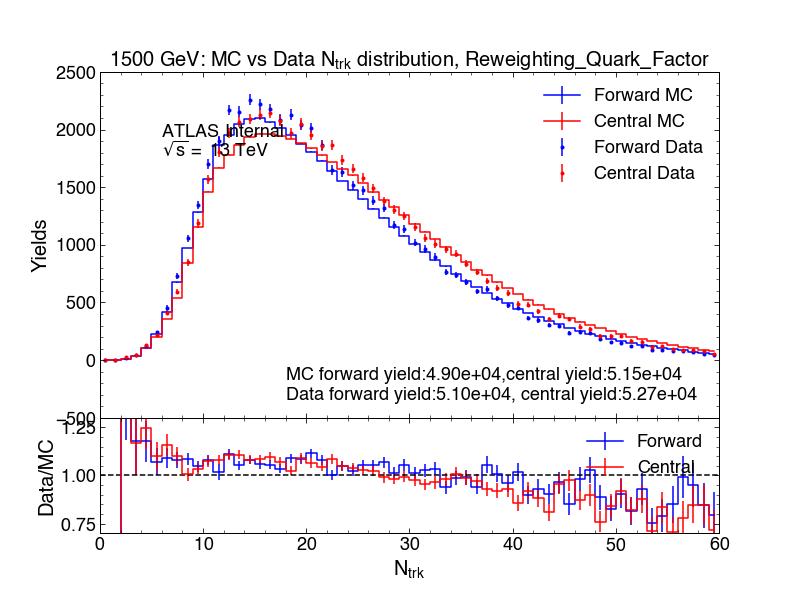 1500 GeV: MC vs Data Ntrk distribution, Reweighting_Quark_Factor
2500
2000
1500
1000
500
0
−500
Yields
ATLAS Internal
√s = 13 TeV
Forward MC
Central MC
Forward Data
Central Data
MC forward yield:4.90e+04,central yield:5.15e+04
Data forward yield:5.10e+04, central yield:5.27e+04
1.25
1.00
0.75
Data/MC
Forward
Central
0 10 20 30 40 50 60
Ntrk